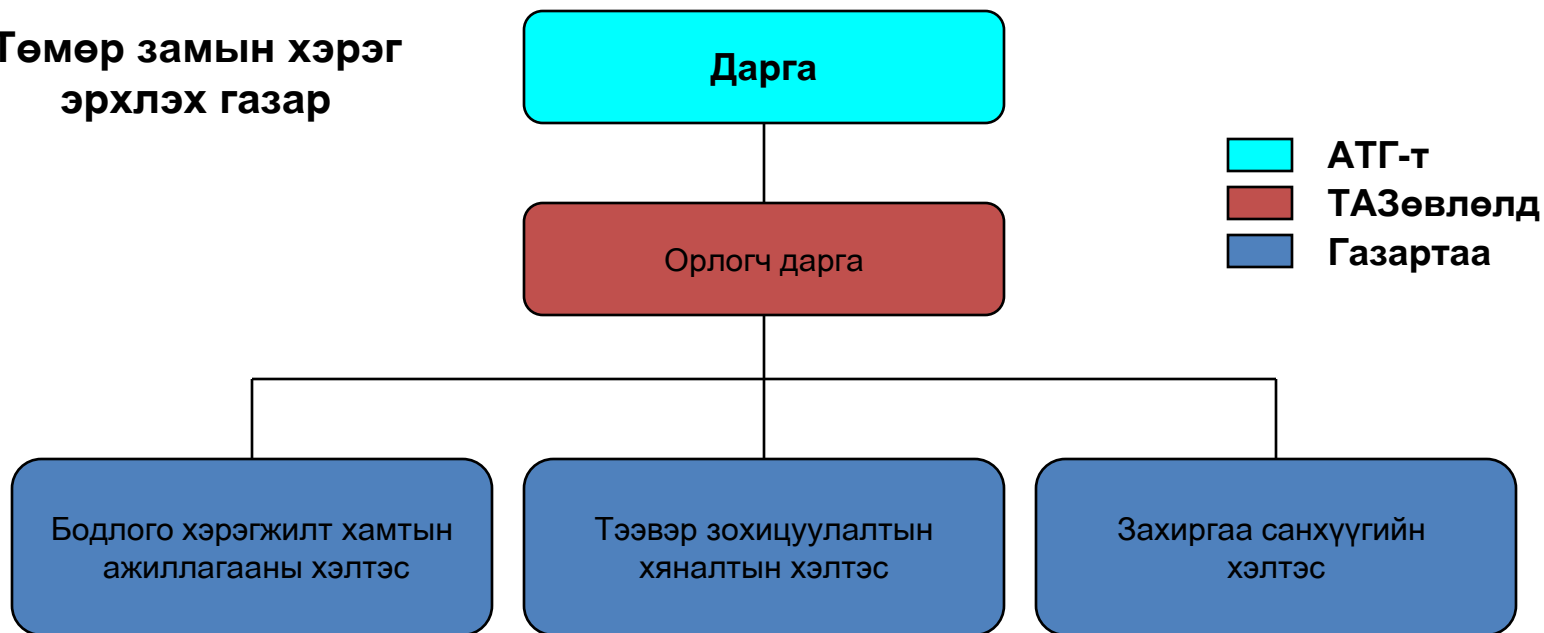 Төмөр замын хэрэг
эрхлэх газар
Дарга
АТГ-т
ТАЗөвлөлд
Газартаа
Орлогч дарга
Бодлого хэрэгжилт хамтын
ажиллагааны хэлтэс
Тээвэр зохицуулалтын
хяналтын хэлтэс
Захиргаа санхүүгийн
хэлтэс